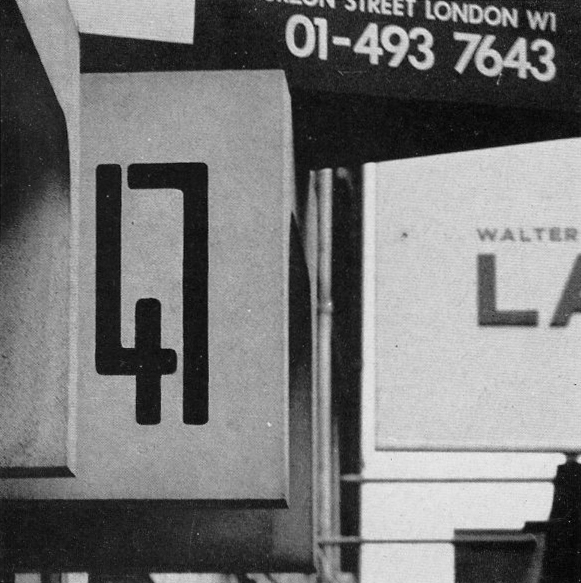 STREET LONDON W1
01-493 7643
47
WALTER
LA